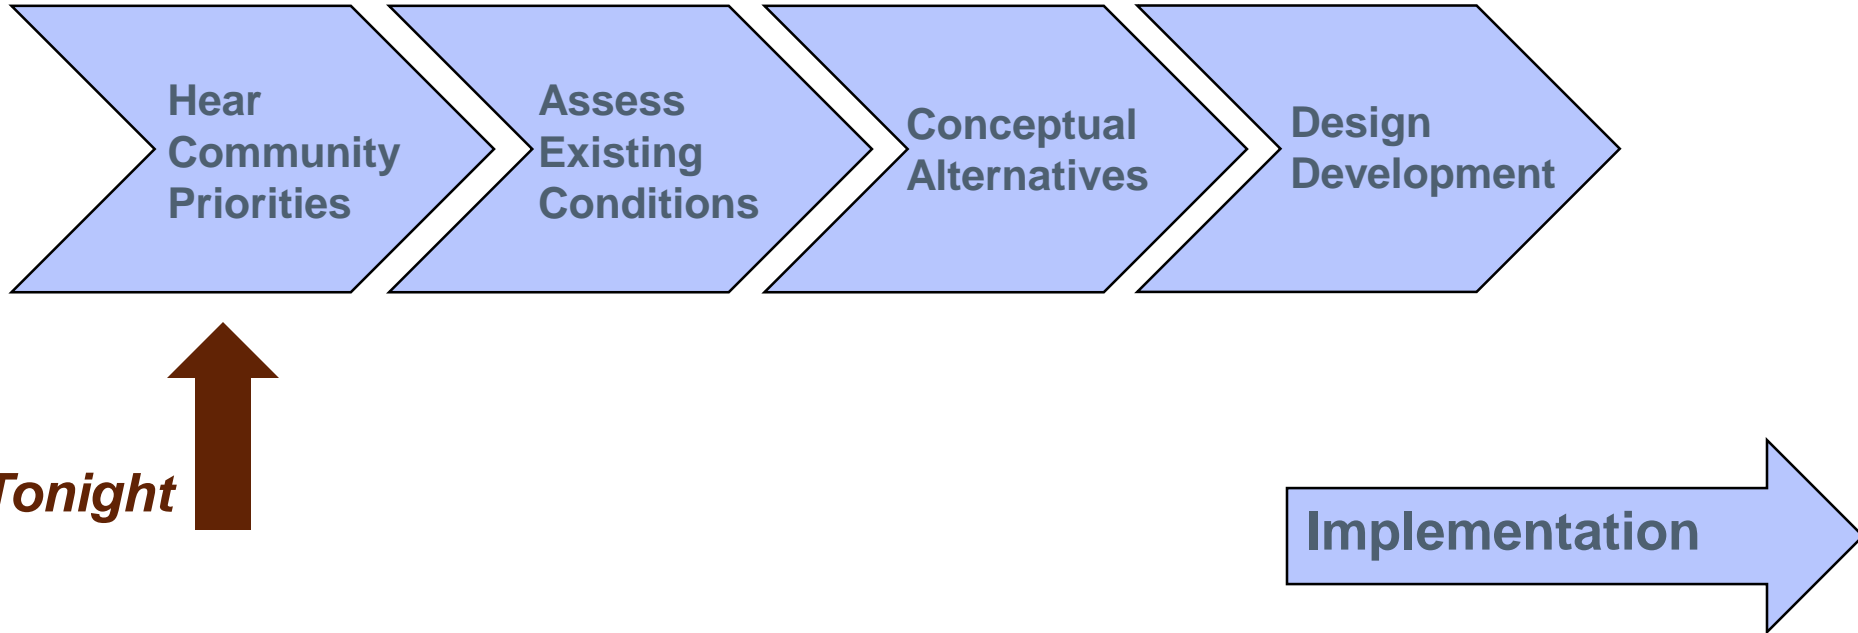 Hear
Community
Priorities
Assess
Existing
Conditions
Conceptual
Alternatives
Design
Development
Tonight
Implementation